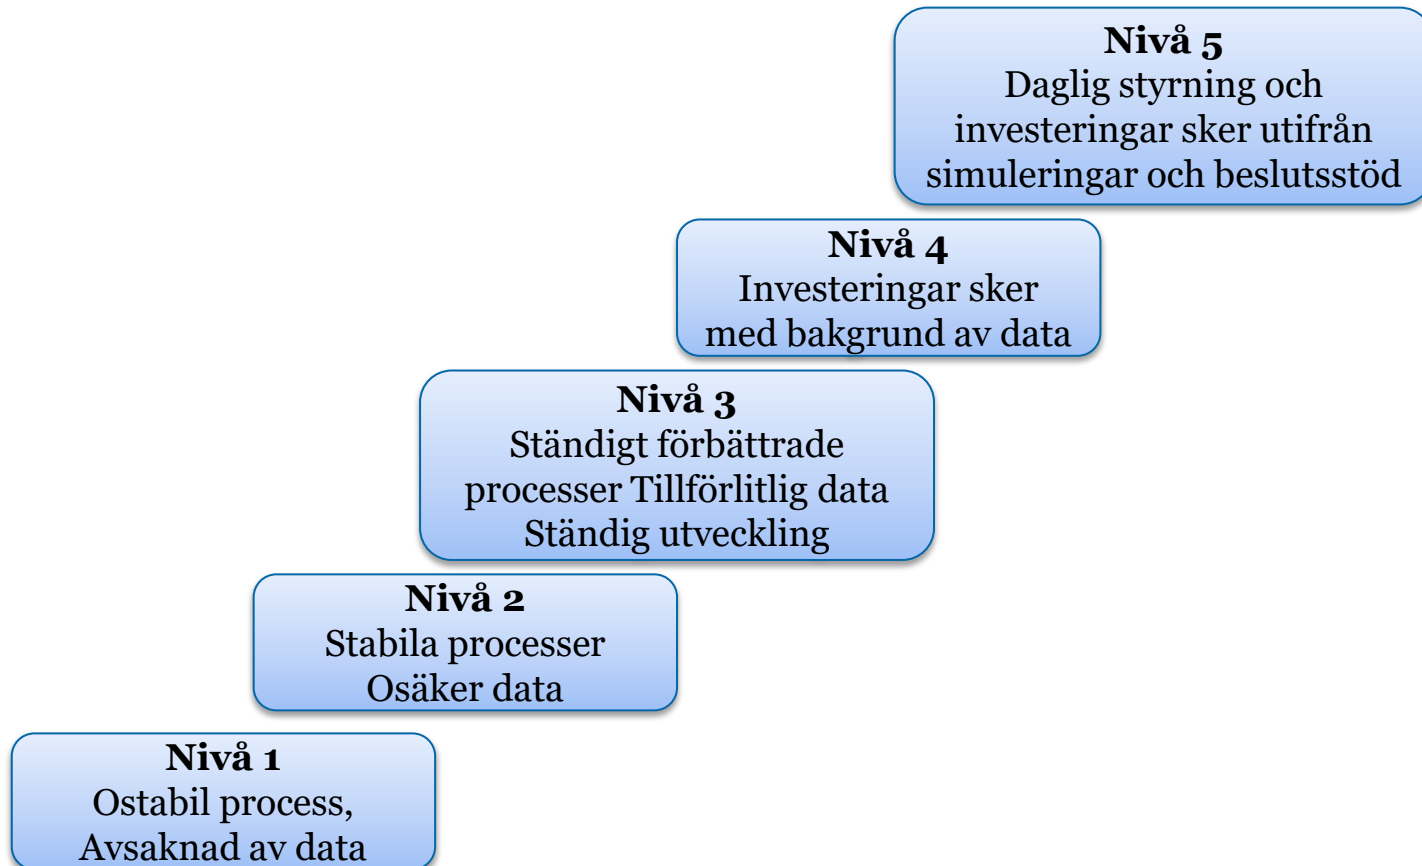 Nivå 5
Daglig styrning och
investeringar sker utifrån
simuleringar och beslutsstöd
Nivå 4
Investeringar sker
med bakgrund av data
Nivå 3
Ständigt förbättrade
processer Tillförlitlig data
Ständig utveckling
Nivå 2
Stabila processer
Osäker data
Nivå 1
Ostabil process,
Avsaknad av data